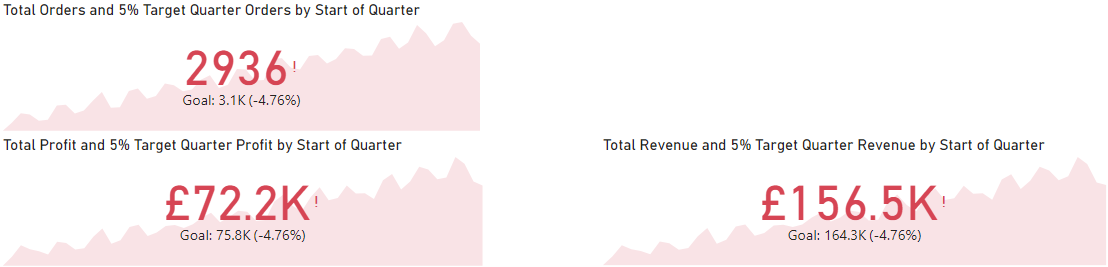 Total Orders and 5% Target Quarter Orders by Start of Quarter
2936!
Goal: 3.1K (-4.76%)
Total Profit and 5% Target Quarter Profit by Start of Quarter
£72.2K!
Goal: 75.8K (-4.76%)
Total Revenue and 5% Target Quarter Revenue by Start of Quarter
£156.5K!
Goal: 164.3K (-4.76%)